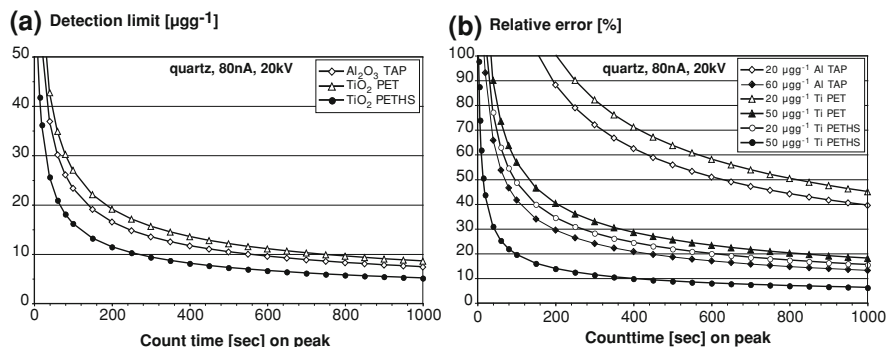 (a) Detection limit [µgg-1]
quartz, 80nA, 20kV
Al2O3 TAP
TiO2 PET
TiO2 PETHS
50
40
30
20
10
0
0 200 400 600 800 1000
Count time [sec] on peak
(b) Relative error [%]
quartz, 80nA, 20kV
20 µgg-1 Al TAP
60 µgg-1 Al TAP
20 µgg-1 Ti PET
50 µgg-1 Ti PET
20 µgg-1 Ti PETHS
50 µgg-1 Ti PETHS
100
90
80
70
60
50
40
30
20
10
0
0 200 400 600 800 1000
Counttime [sec] on peak